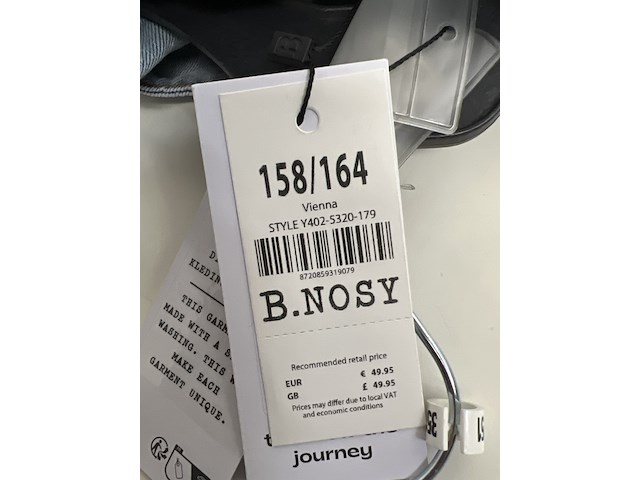 158/164
Vienna
STYLE Y402-5320-179
8720859319079
B.NOSY
Recommended retail price
EUR € 49.95
GB £ 49.95
Prices may differ due to local VAT
and economic conditions
journey
KLEDIN
THIS GAR
MADE WITH A S
WASHING. THIS W
MAKE EACH
GARMENT UNIQUE.
B